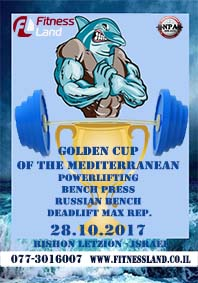 Fitness
Land
NPA
GOLDEN CUP
OF THE MEDITERRANEAN
POWERLIFTING
BENCH PRESS
RUSSIAN BENCH
DEADLIFT MAX REP.
28.10.2017
RISHON LETZION - ISRAEL
077-3016007 WWW.FITNESSLAND.CO.IL